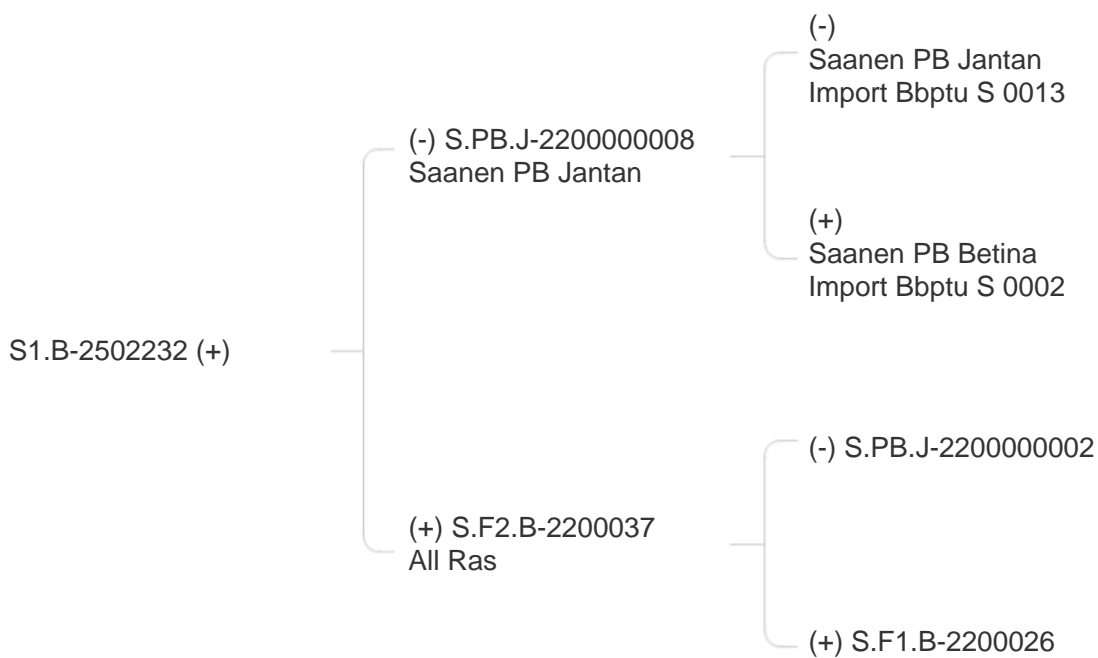 (-)
Saanen PB Jantan
Import Bbptu S 0013
(-) S.PB.J-2200000008
Saanen PB Jantan
(+)
Saanen PB Betina
Import Bbptu S 0002
S1.B-2502232 (+)
(-) S.PB.J-2200000002
(+) S.F2.B-2200037
All Ras
(+) S.F1.B-2200026